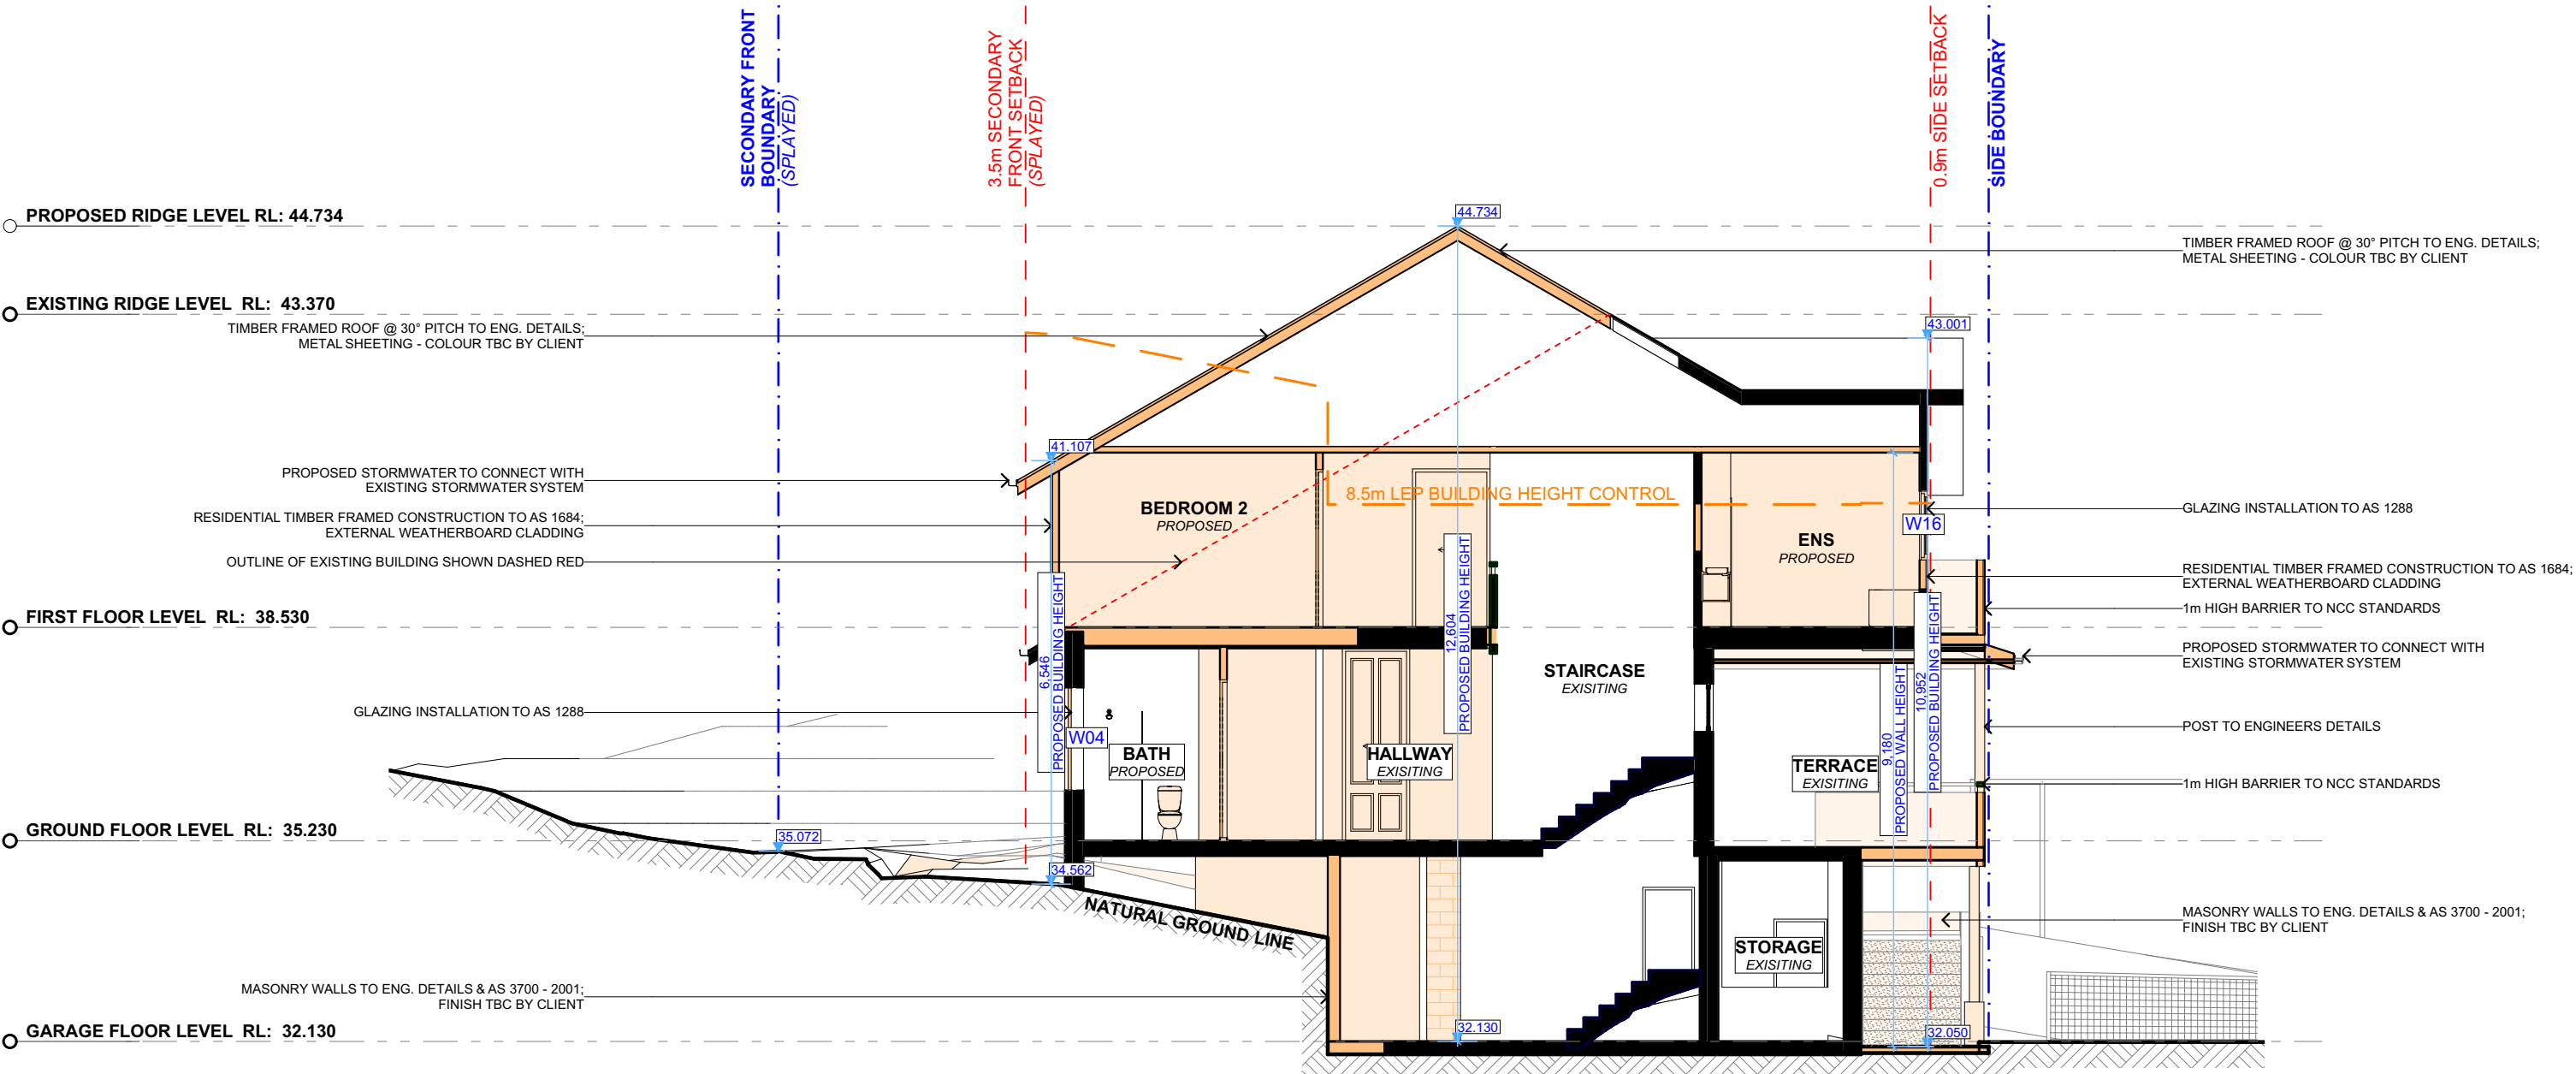 SECONDARY FRONT
BOUNDARY
(SPLAYED)
3.5m SECONDARY
FRONT SETBACK
(SPLAYED)
0.9m SIDE SETBACK
SIDE BOUNDARY
PROPOSED RIDGE LEVEL RL: 44.734
44.734
TIMBER FRAMED ROOF @ 30° PITCH TO ENG. DETAILS;
METAL SHEETING - COLOUR TBC BY CLIENT
EXISTING RIDGE LEVEL RL: 43.370
TIMBER FRAMED ROOF @ 30° PITCH TO ENG. DETAILS;
METAL SHEETING - COLOUR TBC BY CLIENT
43.001
41.107
PROPOSED STORMWATER TO CONNECT WITH
EXISTING STORMWATER SYSTEM
8.5m LEP BUILDING HEIGHT CONTROL
BEDROOM 2
PROPOSED
GLAZING INSTALLATION TO AS 1288
RESIDENTIAL TIMBER FRAMED CONSTRUCTION TO AS 1684;
EXTERNAL WEATHERBOARD CLADDING
W16
ENS
PROPOSED
OUTLINE OF EXISTING BUILDING SHOWN DASHED RED
RESIDENTIAL TIMBER FRAMED CONSTRUCTION TO AS 1684;
EXTERNAL WEATHERBOARD CLADDING
1m HIGH BARRIER TO NCC STANDARDS
FIRST FLOOR LEVEL RL: 38.530
6,546
PROPOSED BUILDING HEIGHT
12,604
PROPOSED BUILDING HEIGHT
9,180
PROPOSED WALL HEIGHT
10,952
PROPOSED BUILDING HEIGHT
PROPOSED STORMWATER TO CONNECT WITH
EXISTING STORMWATER SYSTEM
STAIRCASE
EXISITING
GLAZING INSTALLATION TO AS 1288
POST TO ENGINEERS DETAILS
W04
BATH
PROPOSED
HALLWAY
EXISITING
TERRACE
EXISITING
1m HIGH BARRIER TO NCC STANDARDS
GROUND FLOOR LEVEL RL: 35.230
35.072
34.562
NATURAL GROUND LINE
MASONRY WALLS TO ENG. DETAILS & AS 3700 - 2001;
FINISH TBC BY CLIENT
STORAGE
EXISITING
MASONRY WALLS TO ENG. DETAILS & AS 3700 - 2001;
FINISH TBC BY CLIENT
GARAGE FLOOR LEVEL RL: 32.130
32.130
32.050